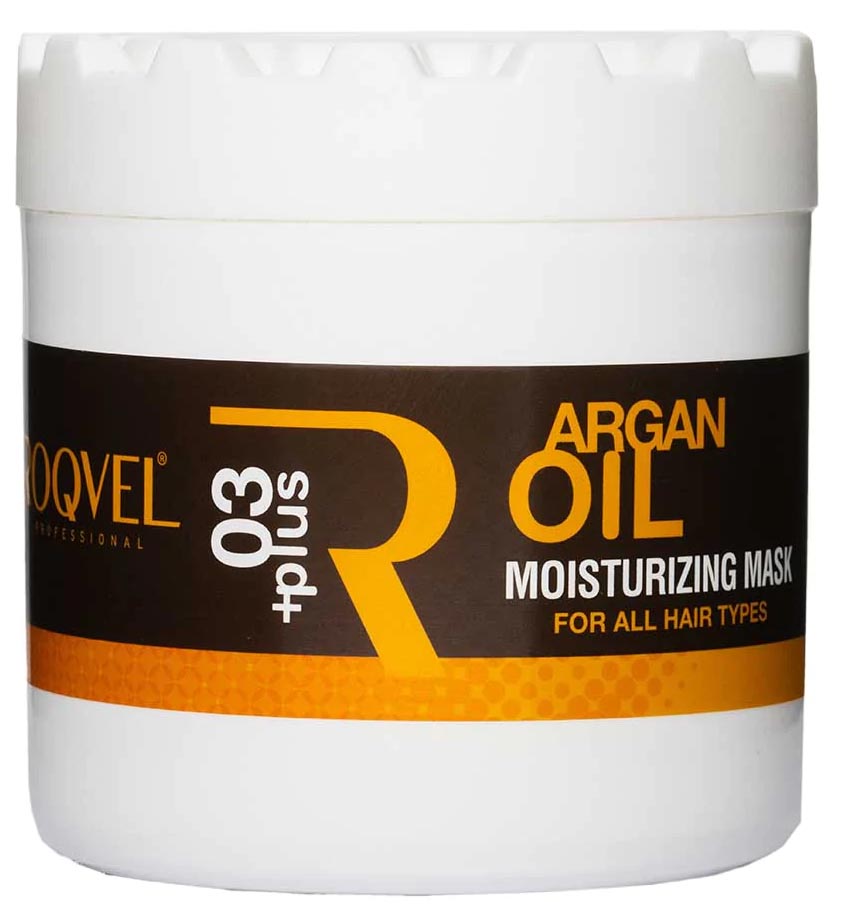 ROQVEL®
PROFESSIONAL
03
+plus
R
ARGAN
OIL
MOISTURIZING MASK
FOR ALL HAIR TYPES